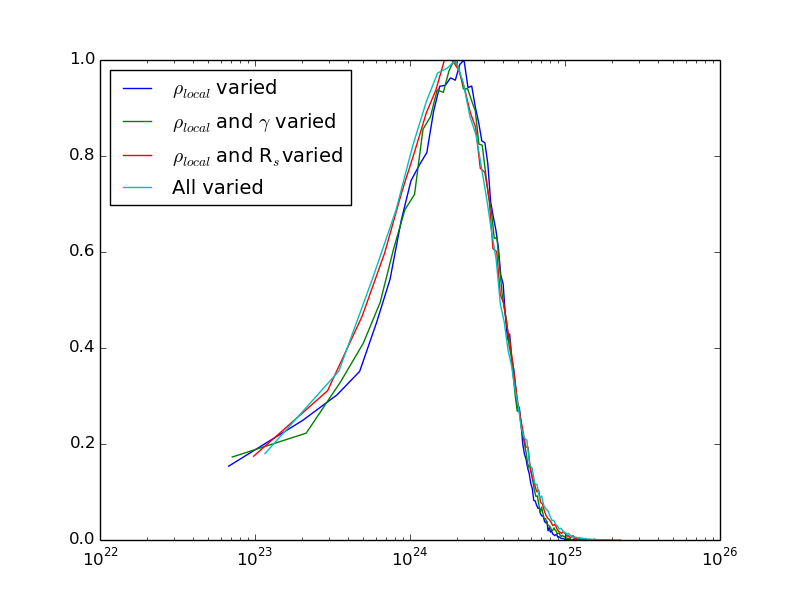 1.0
0.8
0.6
0.4
0.2
0.0
ρ_local varied
ρ_local and γ varied
ρ_local and R_s varied
All varied
10^22 10^23 10^24 10^25 10^26